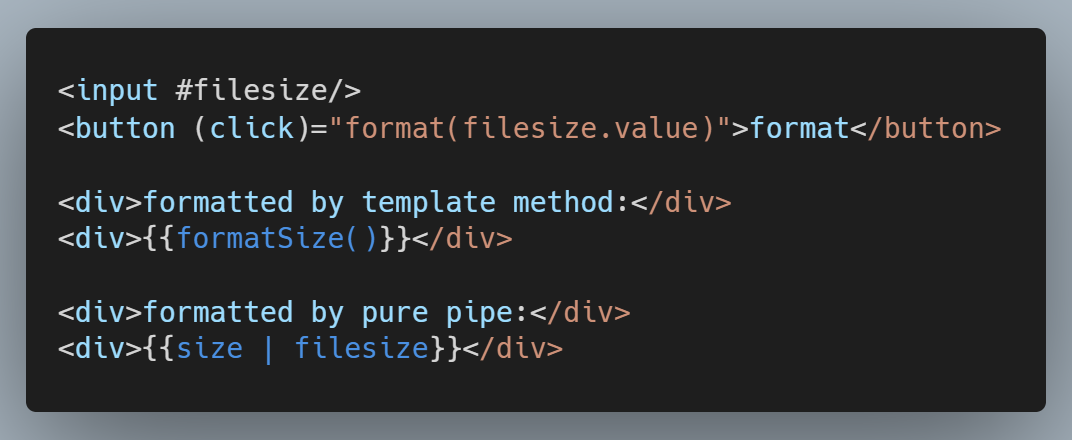 <input #filesize/>
<button (click)="format(filesize.value)">format</button>
<div>formatted by template method:</div>
<div>{{formatSize()}}</div>
<div>formatted by pure pipe:</div>
<div>{{size | filesize}}</div>